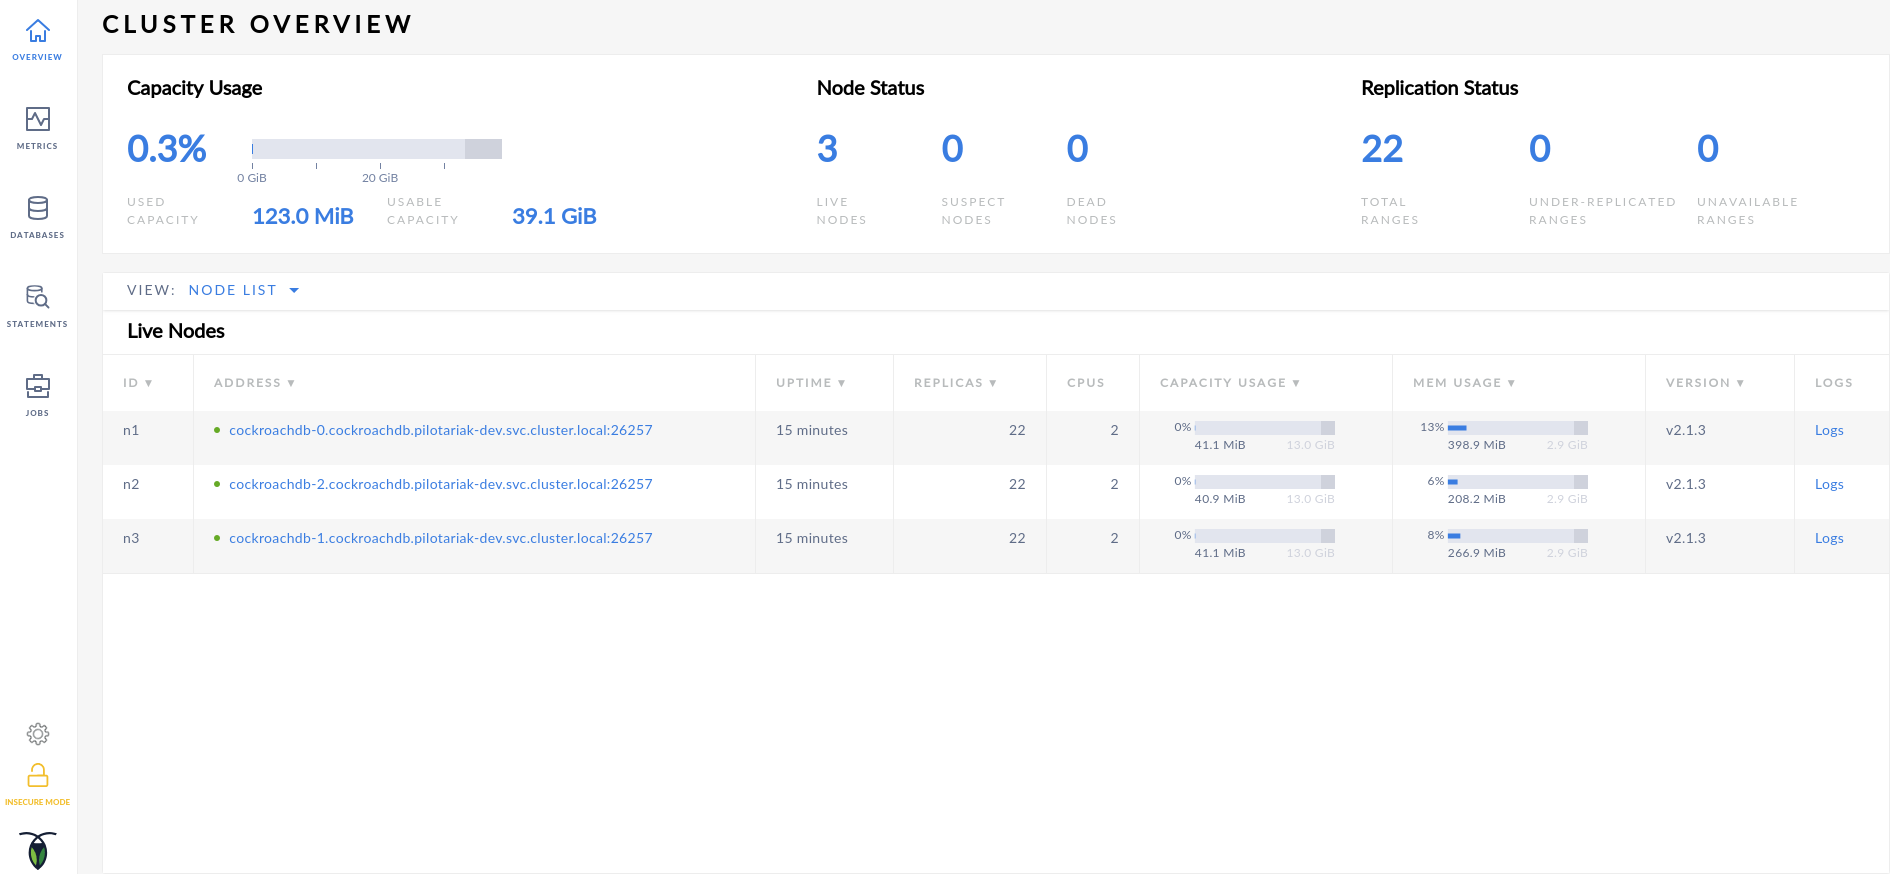 CLUSTER OVERVIEW
OVERVIEW
METRICS
DATABASES
STATEMENTS
JOBS
INSECURE MODE
Capacity Usage
0.3%
0 GiB 20 GiB
USED CAPACITY
123.0 MiB
USABLE CAPACITY
39.1 GiB
Node Status
3 0 0
LIVE NODES
SUSPECT NODES
DEAD NODES
Replication Status
22 0 0
TOTAL RANGES
UNDER-REPLICATED RANGES
UNAVAILABLE RANGES
VIEW: NODE LIST
Live Nodes
ID ▼ ADDRESS ▼ UPTIME ▼ REPLICAS ▼ CPUS CAPACITY USAGE ▼ MEM USAGE ▼ VERSION ▼ LOGS
n1 cockroachdb-0.cockroachdb.pilotariak-dev.svc.cluster.local:26257 15 minutes 22 2 0% 13% v2.1.3 Logs
41.1 MiB 13.0 GiB 398.9 MiB 2.9 GiB
n2 cockroachdb-2.cockroachdb.pilotariak-dev.svc.cluster.local:26257 15 minutes 22 2 0% 6% v2.1.3 Logs
40.9 MiB 13.0 GiB 208.2 MiB 2.9 GiB
n3 cockroachdb-1.cockroachdb.pilotariak-dev.svc.cluster.local:26257 15 minutes 22 2 0% 8% v2.1.3 Logs
41.1 MiB 13.0 GiB 266.9 MiB 2.9 GiB